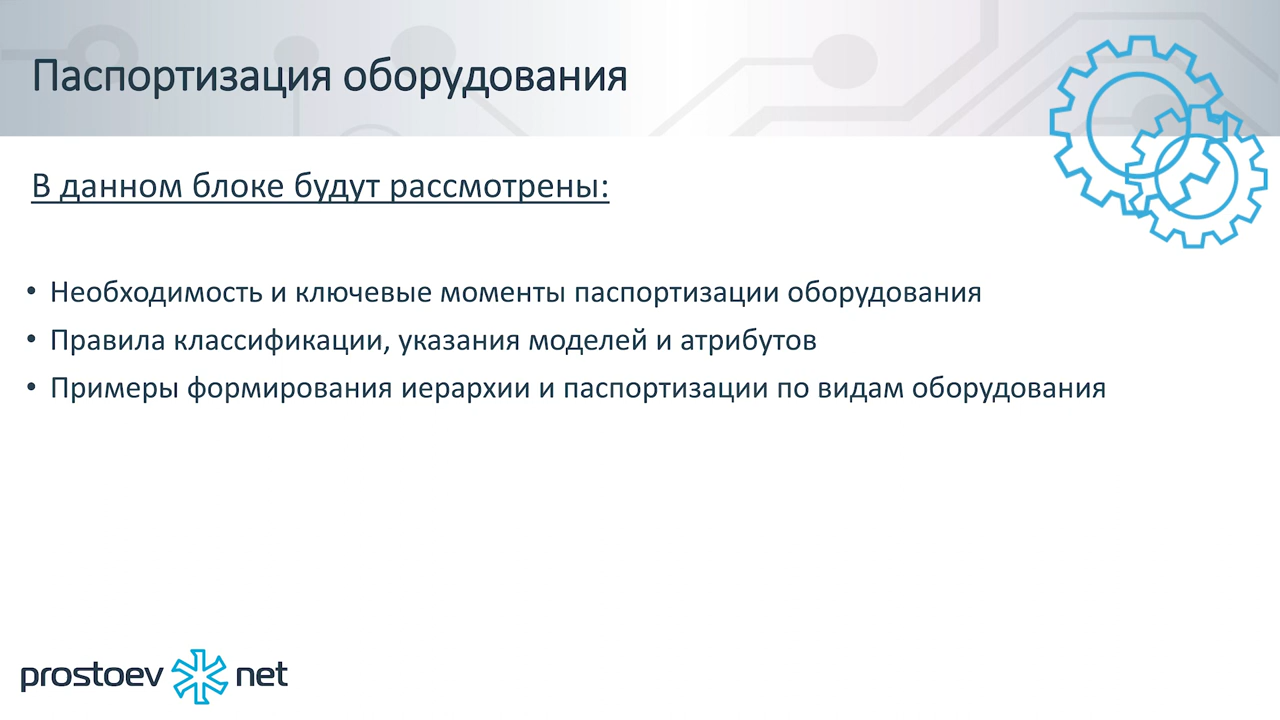 Паспортизация оборудования
В данном блоке будут рассмотрены:
• Необходимость и ключевые моменты паспортизации оборудования
• Правила классификации, указания моделей и атрибутов
• Примеры формирования иерархии и паспортизации по видам оборудования
prostoev net